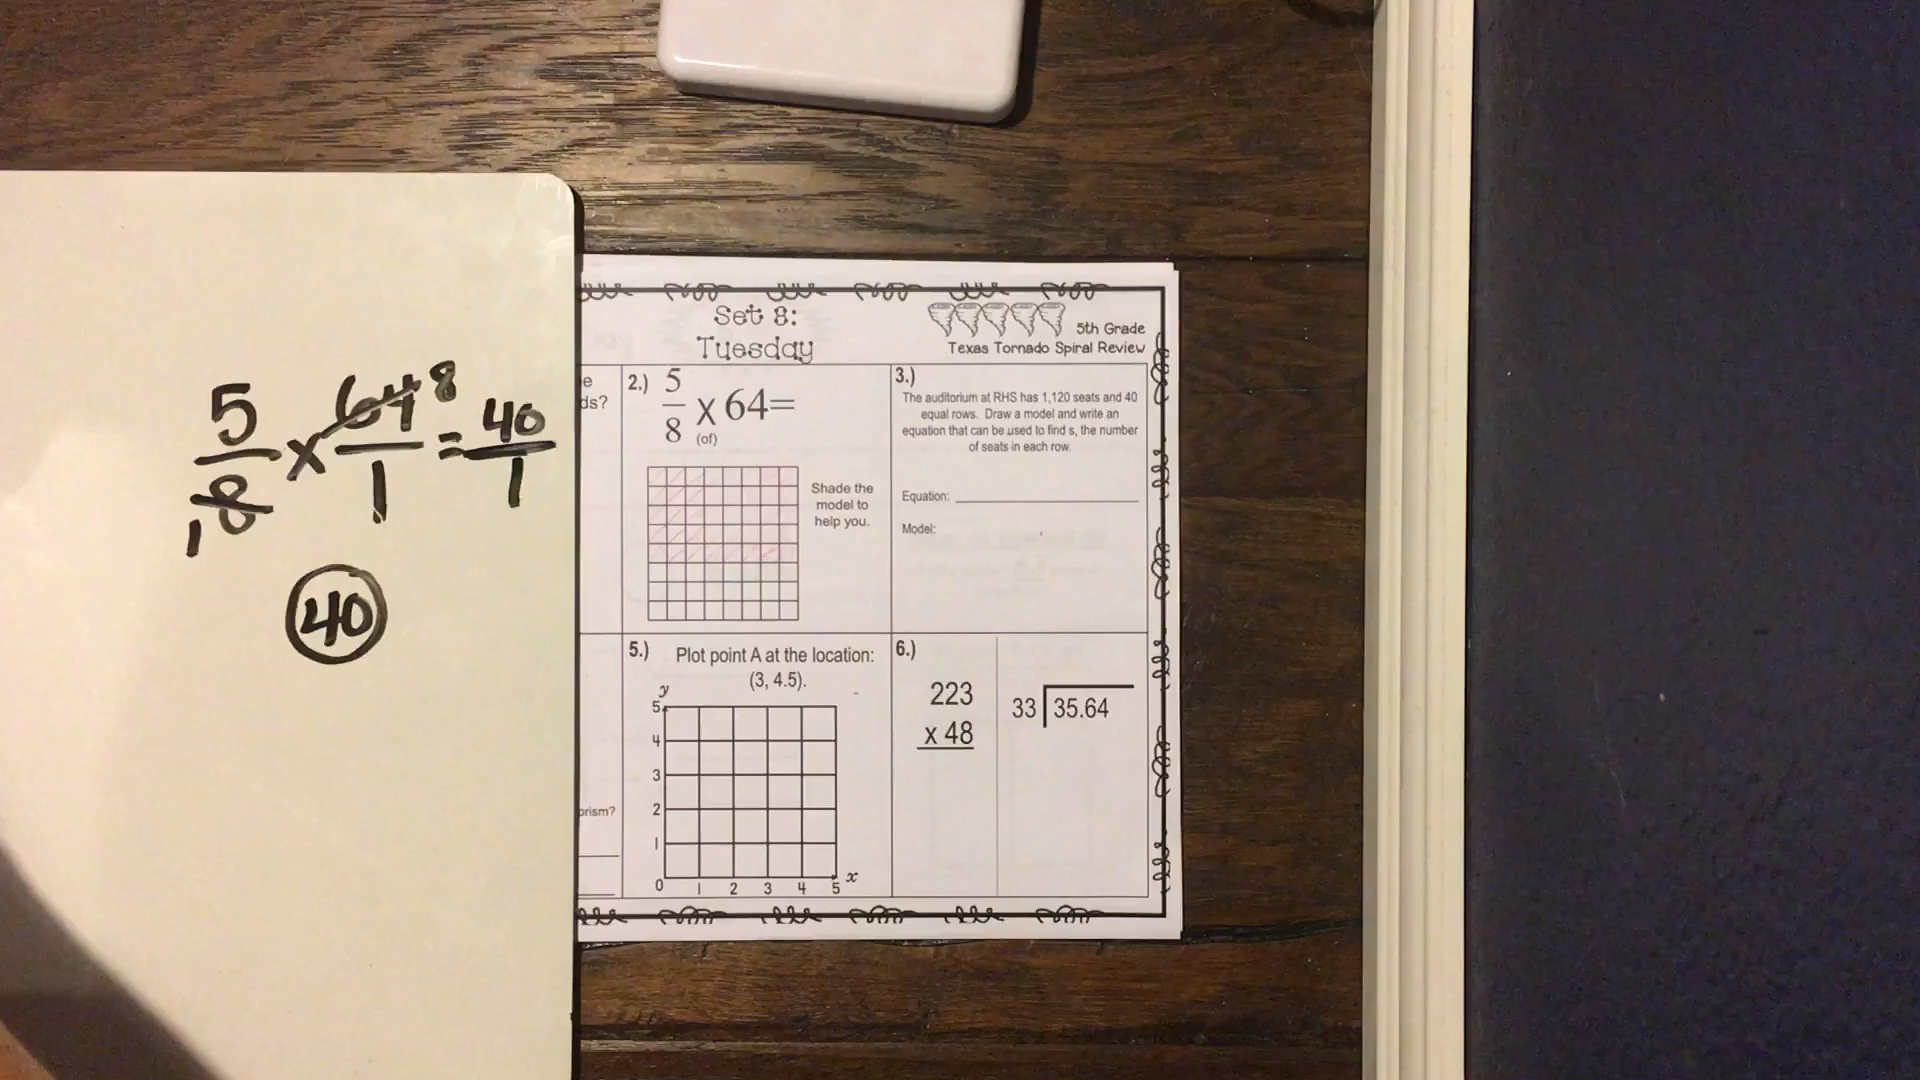 5/8 x 64/1 = 40/1
8
1
40
Set 8:
Tuesday
5th Grade
Texas Tornado Spiral Review
ds?
2.) 5/8 x 64=
(of)
Shade the
model to
help you.
3.)
The auditorium at RHS has 1,120 seats and 40
equal rows. Draw a model and write an
equation that can be used to find s, the number
of seats in each row.
Equation:
Model:
prism?
5.) Plot point A at the location:
(3, 4.5).
y
5
4
3
2
1
0 1 2 3 4 5 x
6.)
223
x 48
33 35.64